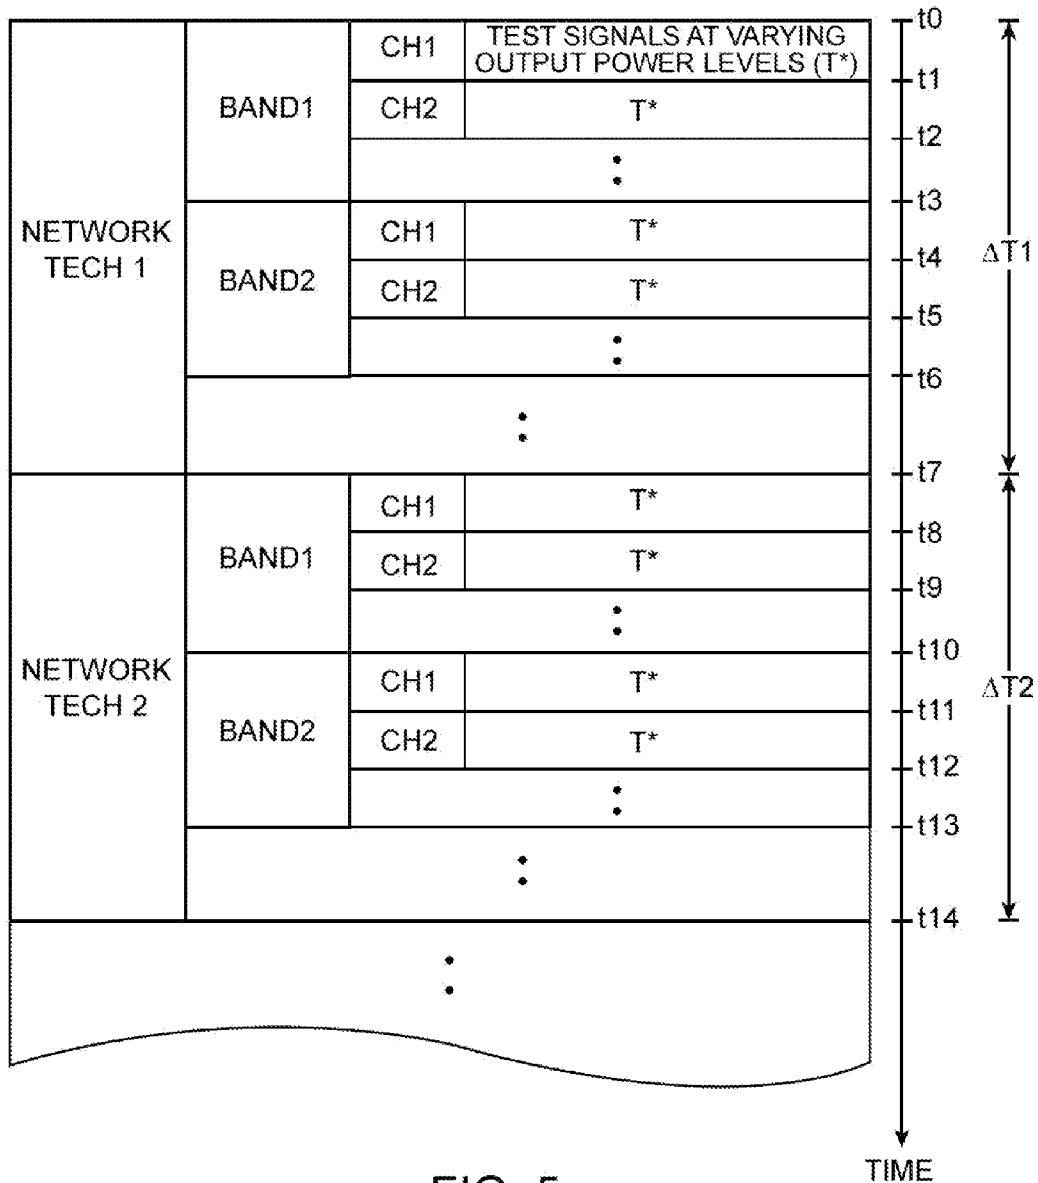 t0
CH1 TEST SIGNALS AT VARYING
OUTPUT POWER LEVELS (T*)
t1
BAND1 CH2 T*
t2
t3
NETWORK
TECH 1
CH1 T*
t4
ΔT1
BAND2 CH2 T*
t5
t6
t7
CH1 T*
t8
BAND1 CH2 T*
t9
t10
NETWORK
TECH 2
CH1 T*
ΔT2
t11
BAND2 CH2 T*
t12
t13
t14
TIME
FIG. 5